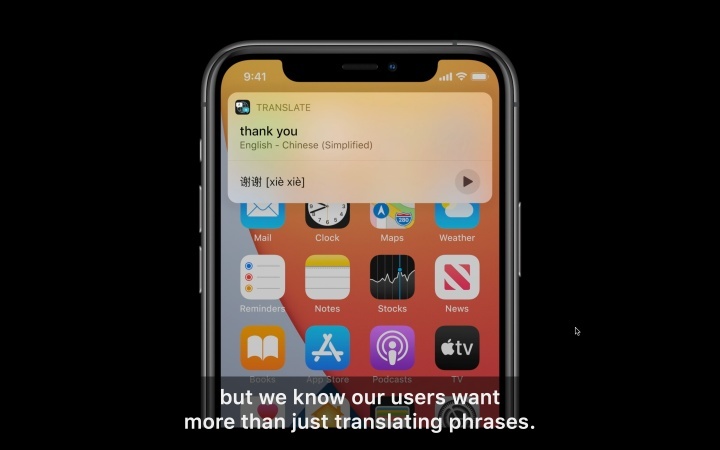 9:41
TRANSLATE
thank you
English - Chinese (Simplified)
谢谢 [xiè xiè]
Mail Clock Maps Weather
Reminders Notes Stocks News
tv
Books App Store Podcasts TV
but we know our users want
more than just translating phrases.